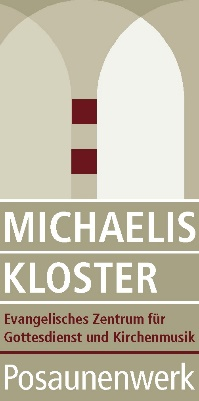 MICHAELIS
KLOSTER
Evangelisches Zentrum für
Gottesdienst und Kirchenmusik
Posaunenwerk